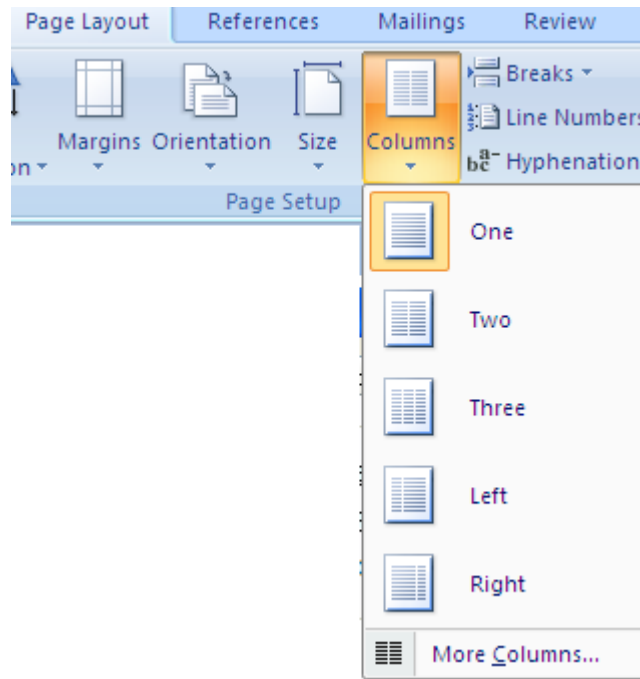 Page Layout References Mailings Review
Breaks
Line Numbers
Margins Orientation Size Columns
Hyphenation
Page Setup
One
Two
Three
Left
Right
More Columns...